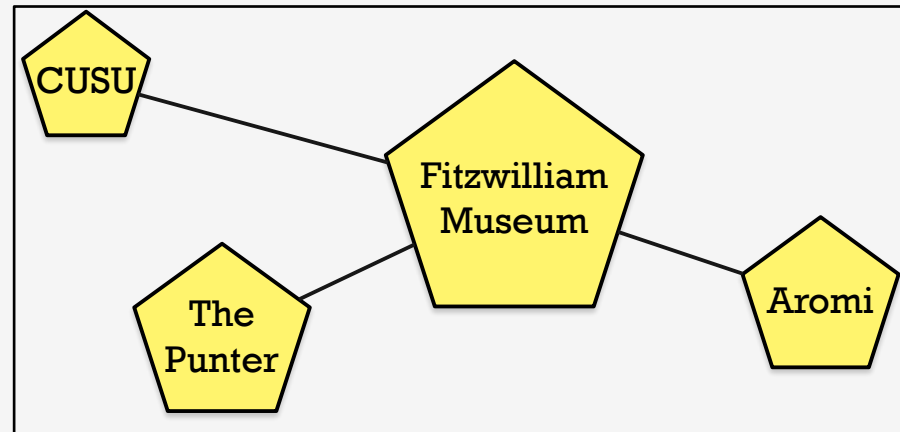 CUSU
Fitzwilliam
Museum
The
Punter
Aromi